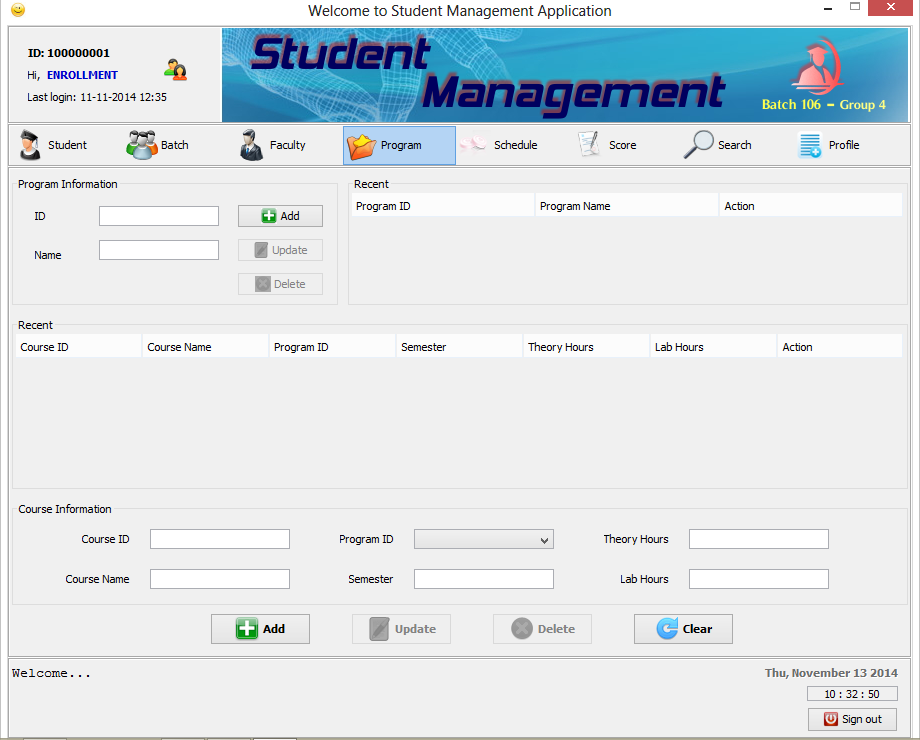 Welcome to Student Management Application
ID: 100000001
Hi, ENROLLMENT
Last login: 11-11-2014 12:35
Student
Management
Batch 106 - Group 4
Student Batch Faculty Program Schedule Score Search Profile
Program Information
ID Add
Name Update
Delete
Recent
Program ID Program Name Action
Recent
Course ID Course Name Program ID Semester Theory Hours Lab Hours Action
Course Information
Course ID Program ID Theory Hours
Course Name Semester Lab Hours
Add Update Delete Clear
Welcome...
Thu, November 13 2014
10 : 32 : 50
Sign out